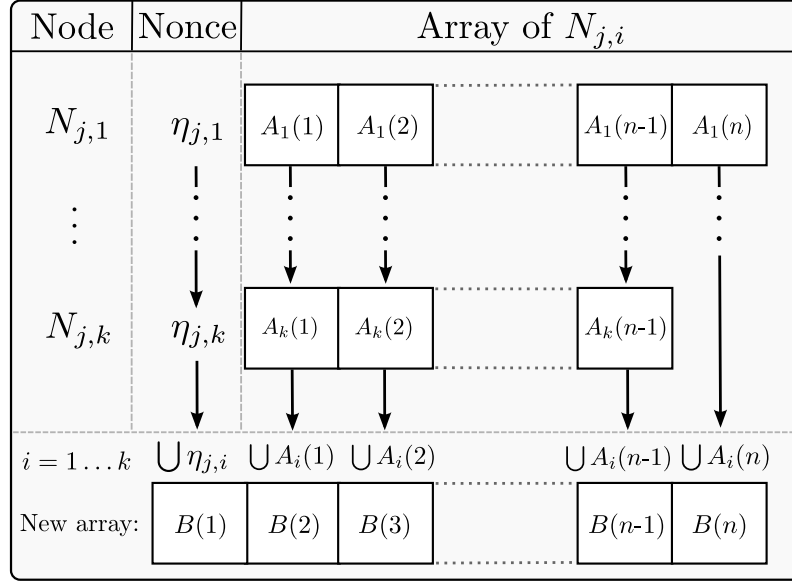 Node Nonce Array of N_{j,i}
N_{j,1} η_{j,1} A_1(1) A_1(2) A_1(n-1) A_1(n)
⋮
N_{j,k} η_{j,k} A_k(1) A_k(2) A_k(n-1)
i = 1 … k ⋃ η_{j,i} ⋃ A_i(1) ⋃ A_i(2) ⋃ A_i(n-1) ⋃ A_i(n)
New array: B(1) B(2) B(3) B(n-1) B(n)